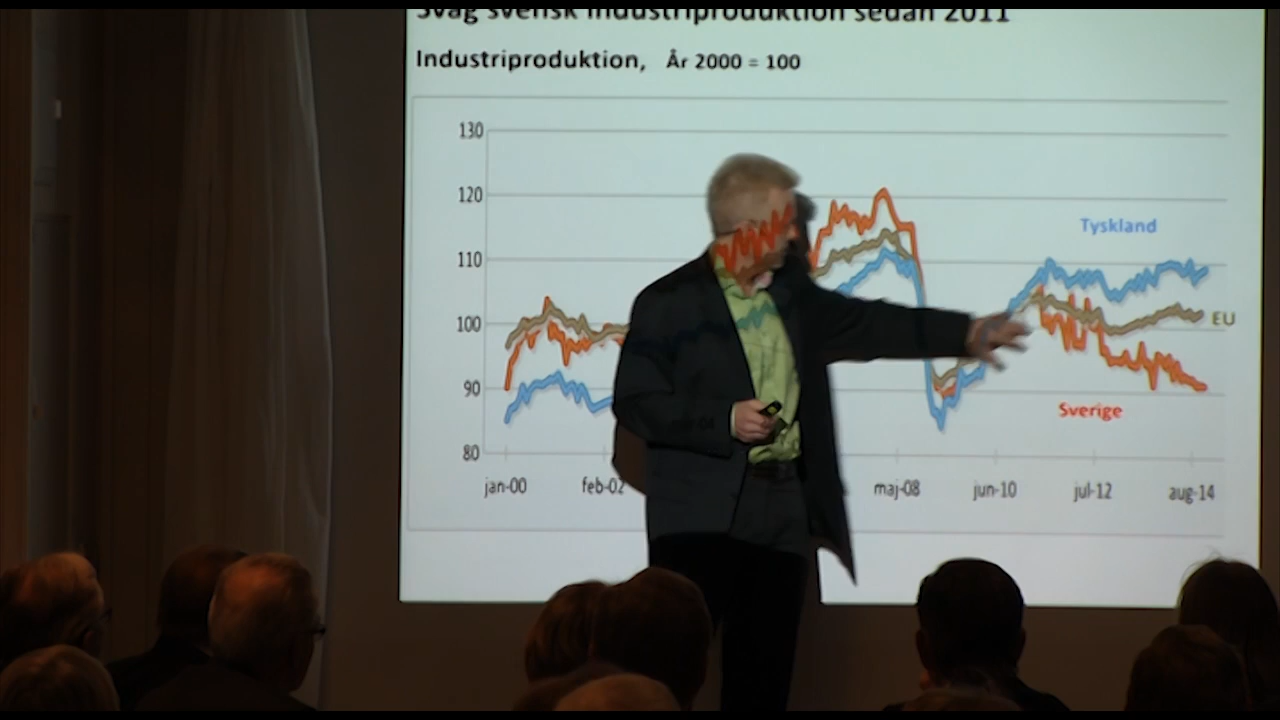 Svag svensk industriproduktion sedan 2011
Industriproduktion, År 2000 = 100
130
120
110
100
90
80
Tyskland
EU
Sverige
jan-00 feb-02 maj-08 jun-10 jul-12 aug-14